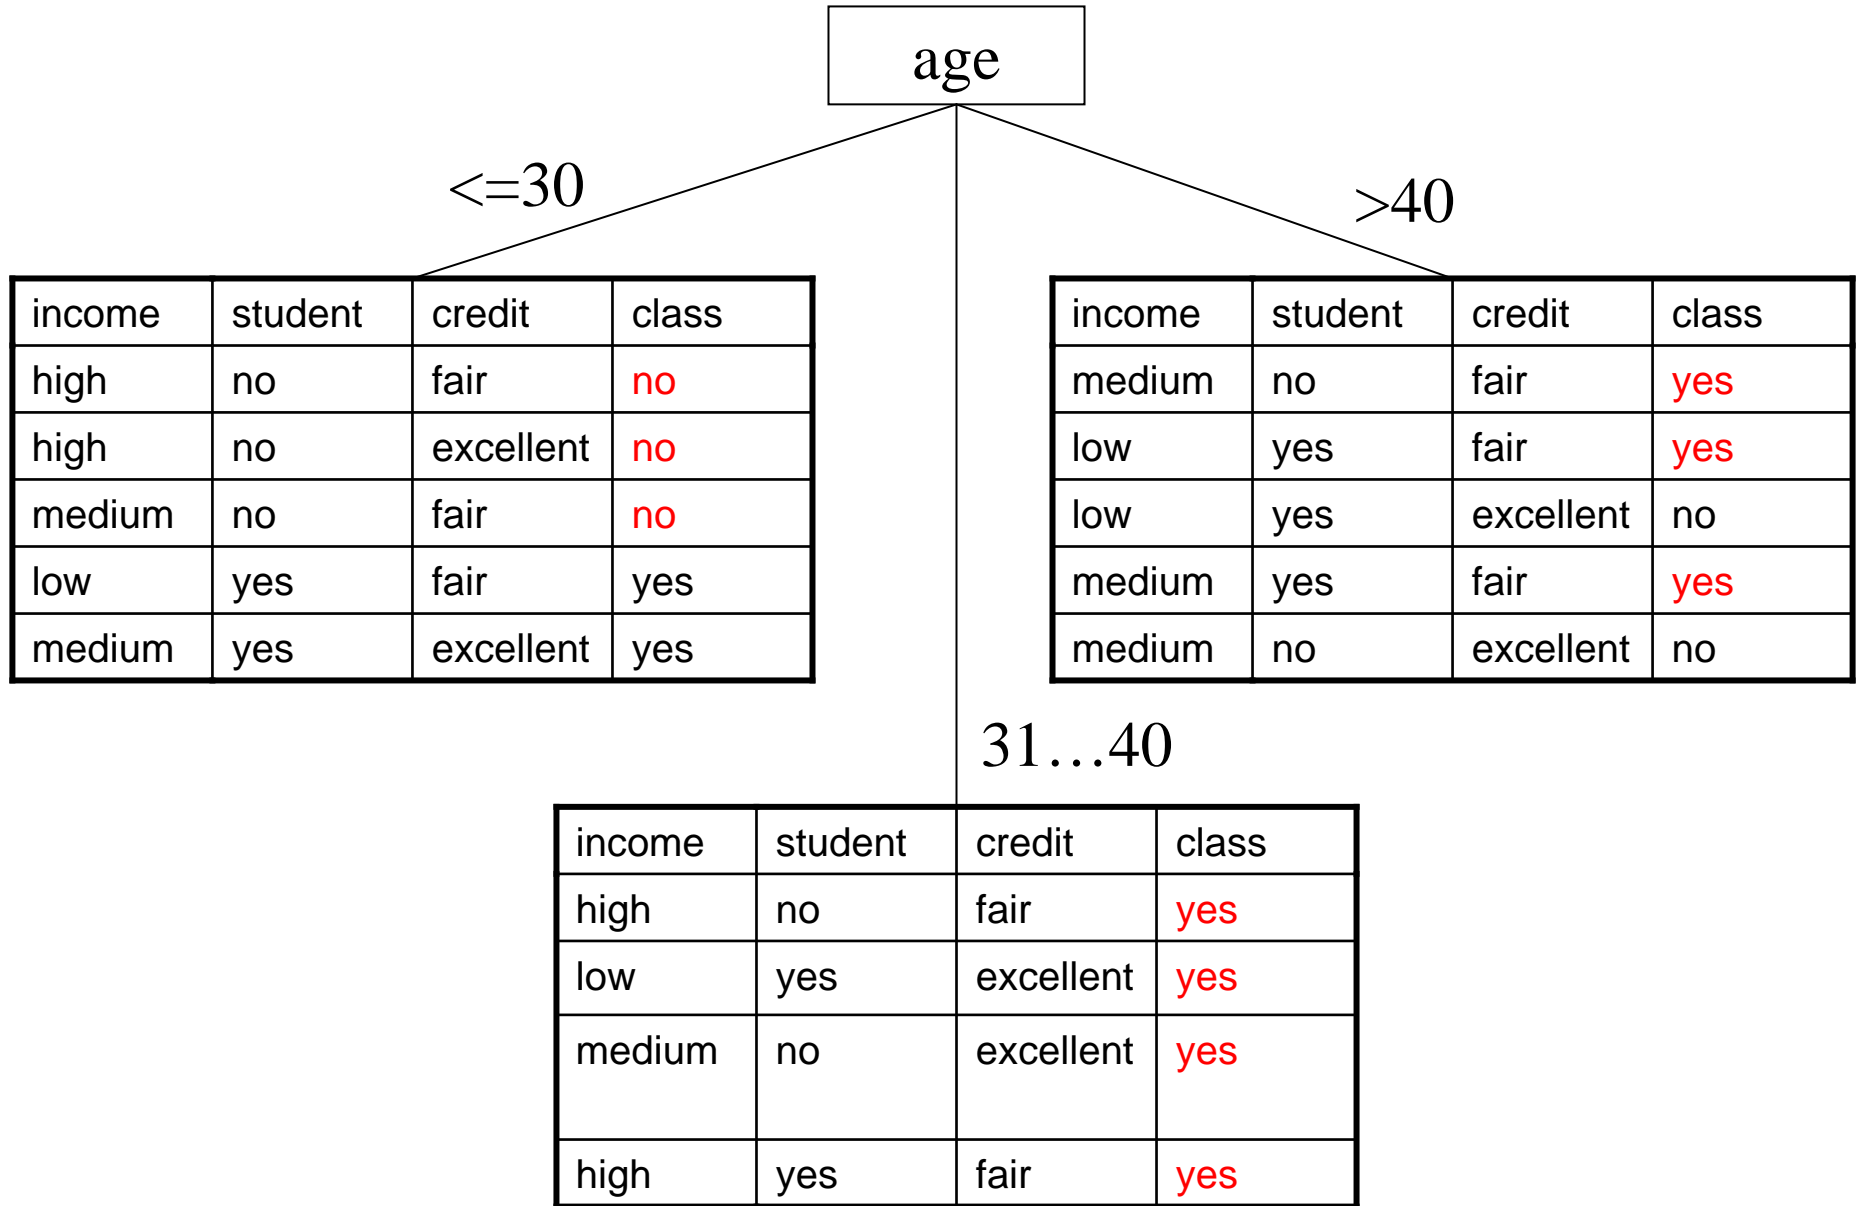 age
<=30
>40
income student credit class
high no fair no
high no excellent no
medium no fair no
low yes fair yes
medium yes excellent yes
income student credit class
medium no fair yes
low yes fair yes
low yes excellent no
medium yes fair yes
medium no excellent no
31…40
income student credit class
high no fair yes
low yes excellent yes
medium no excellent yes
high yes fair yes